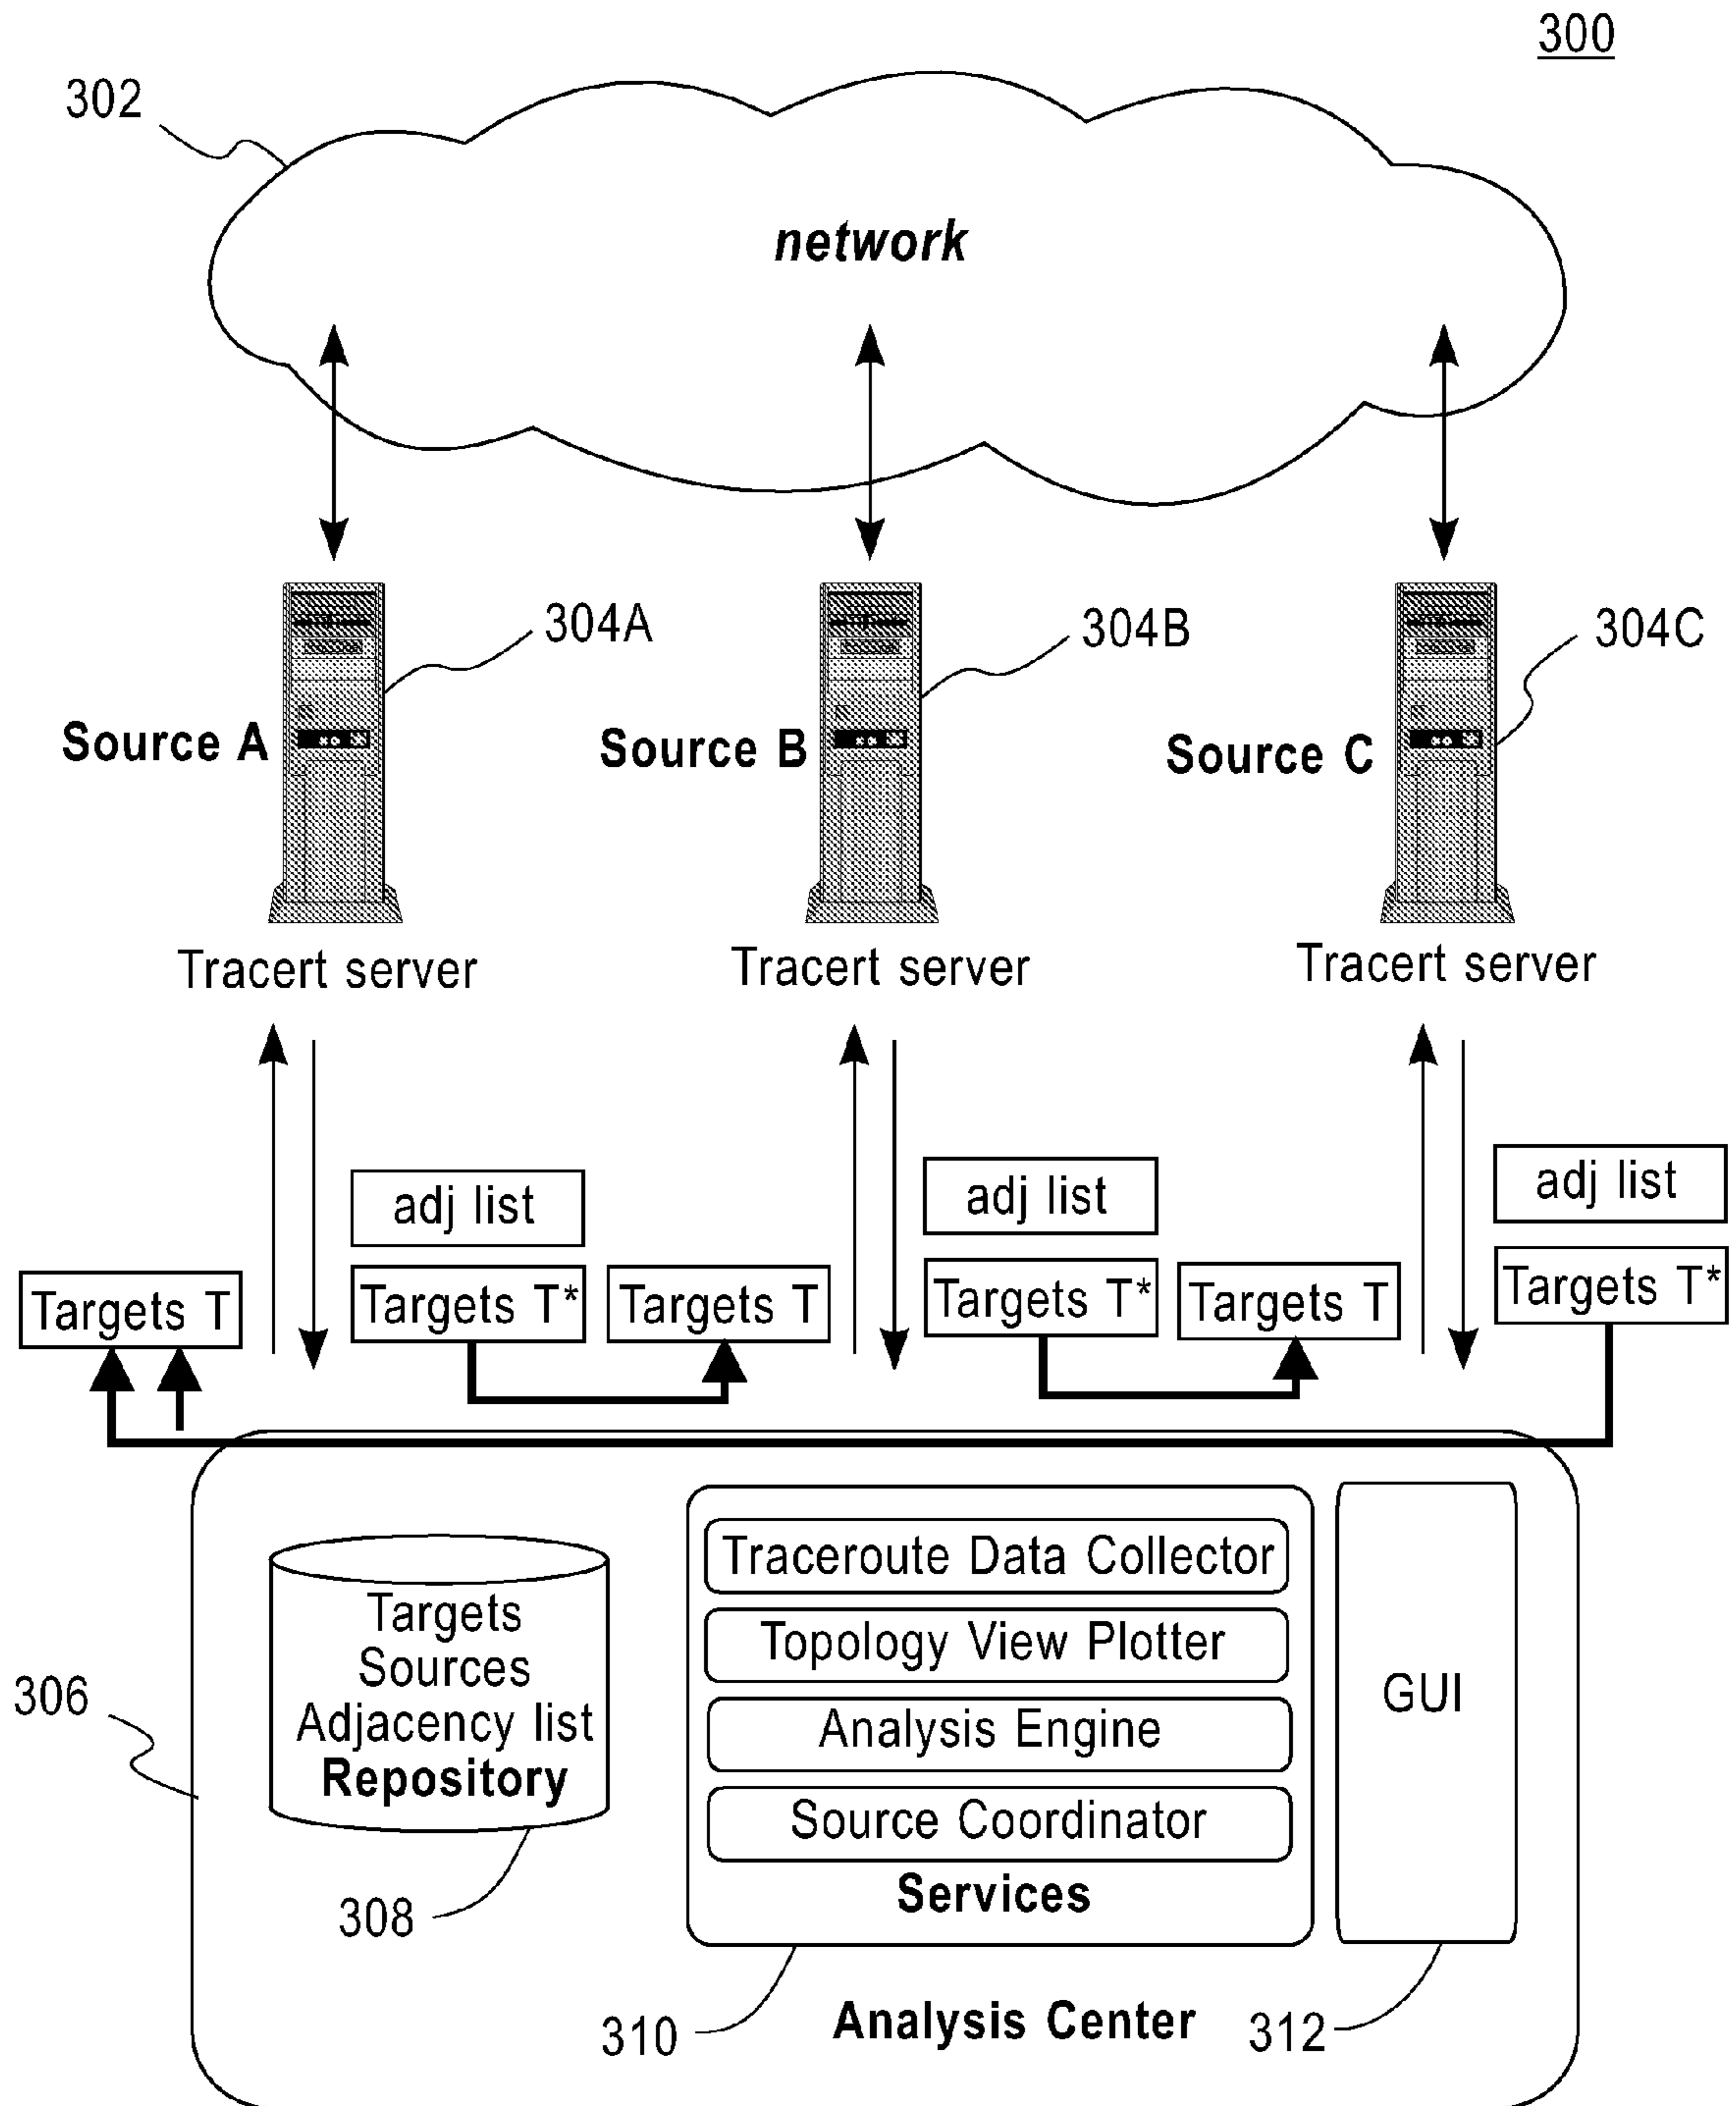 300
302
network
304A
304B
304C
Source A
Source B
Source C
Tracert server
Tracert server
Tracert server
adj list
adj list
adj list
Targets T
Targets T*
Targets T
Targets T*
Targets T
Targets T*
Targets
Sources
Adjacency list
Repository
Traceroute Data Collector
Topology View Plotter
Analysis Engine
Source Coordinator
Services
GUI
306
308
310
Analysis Center
312